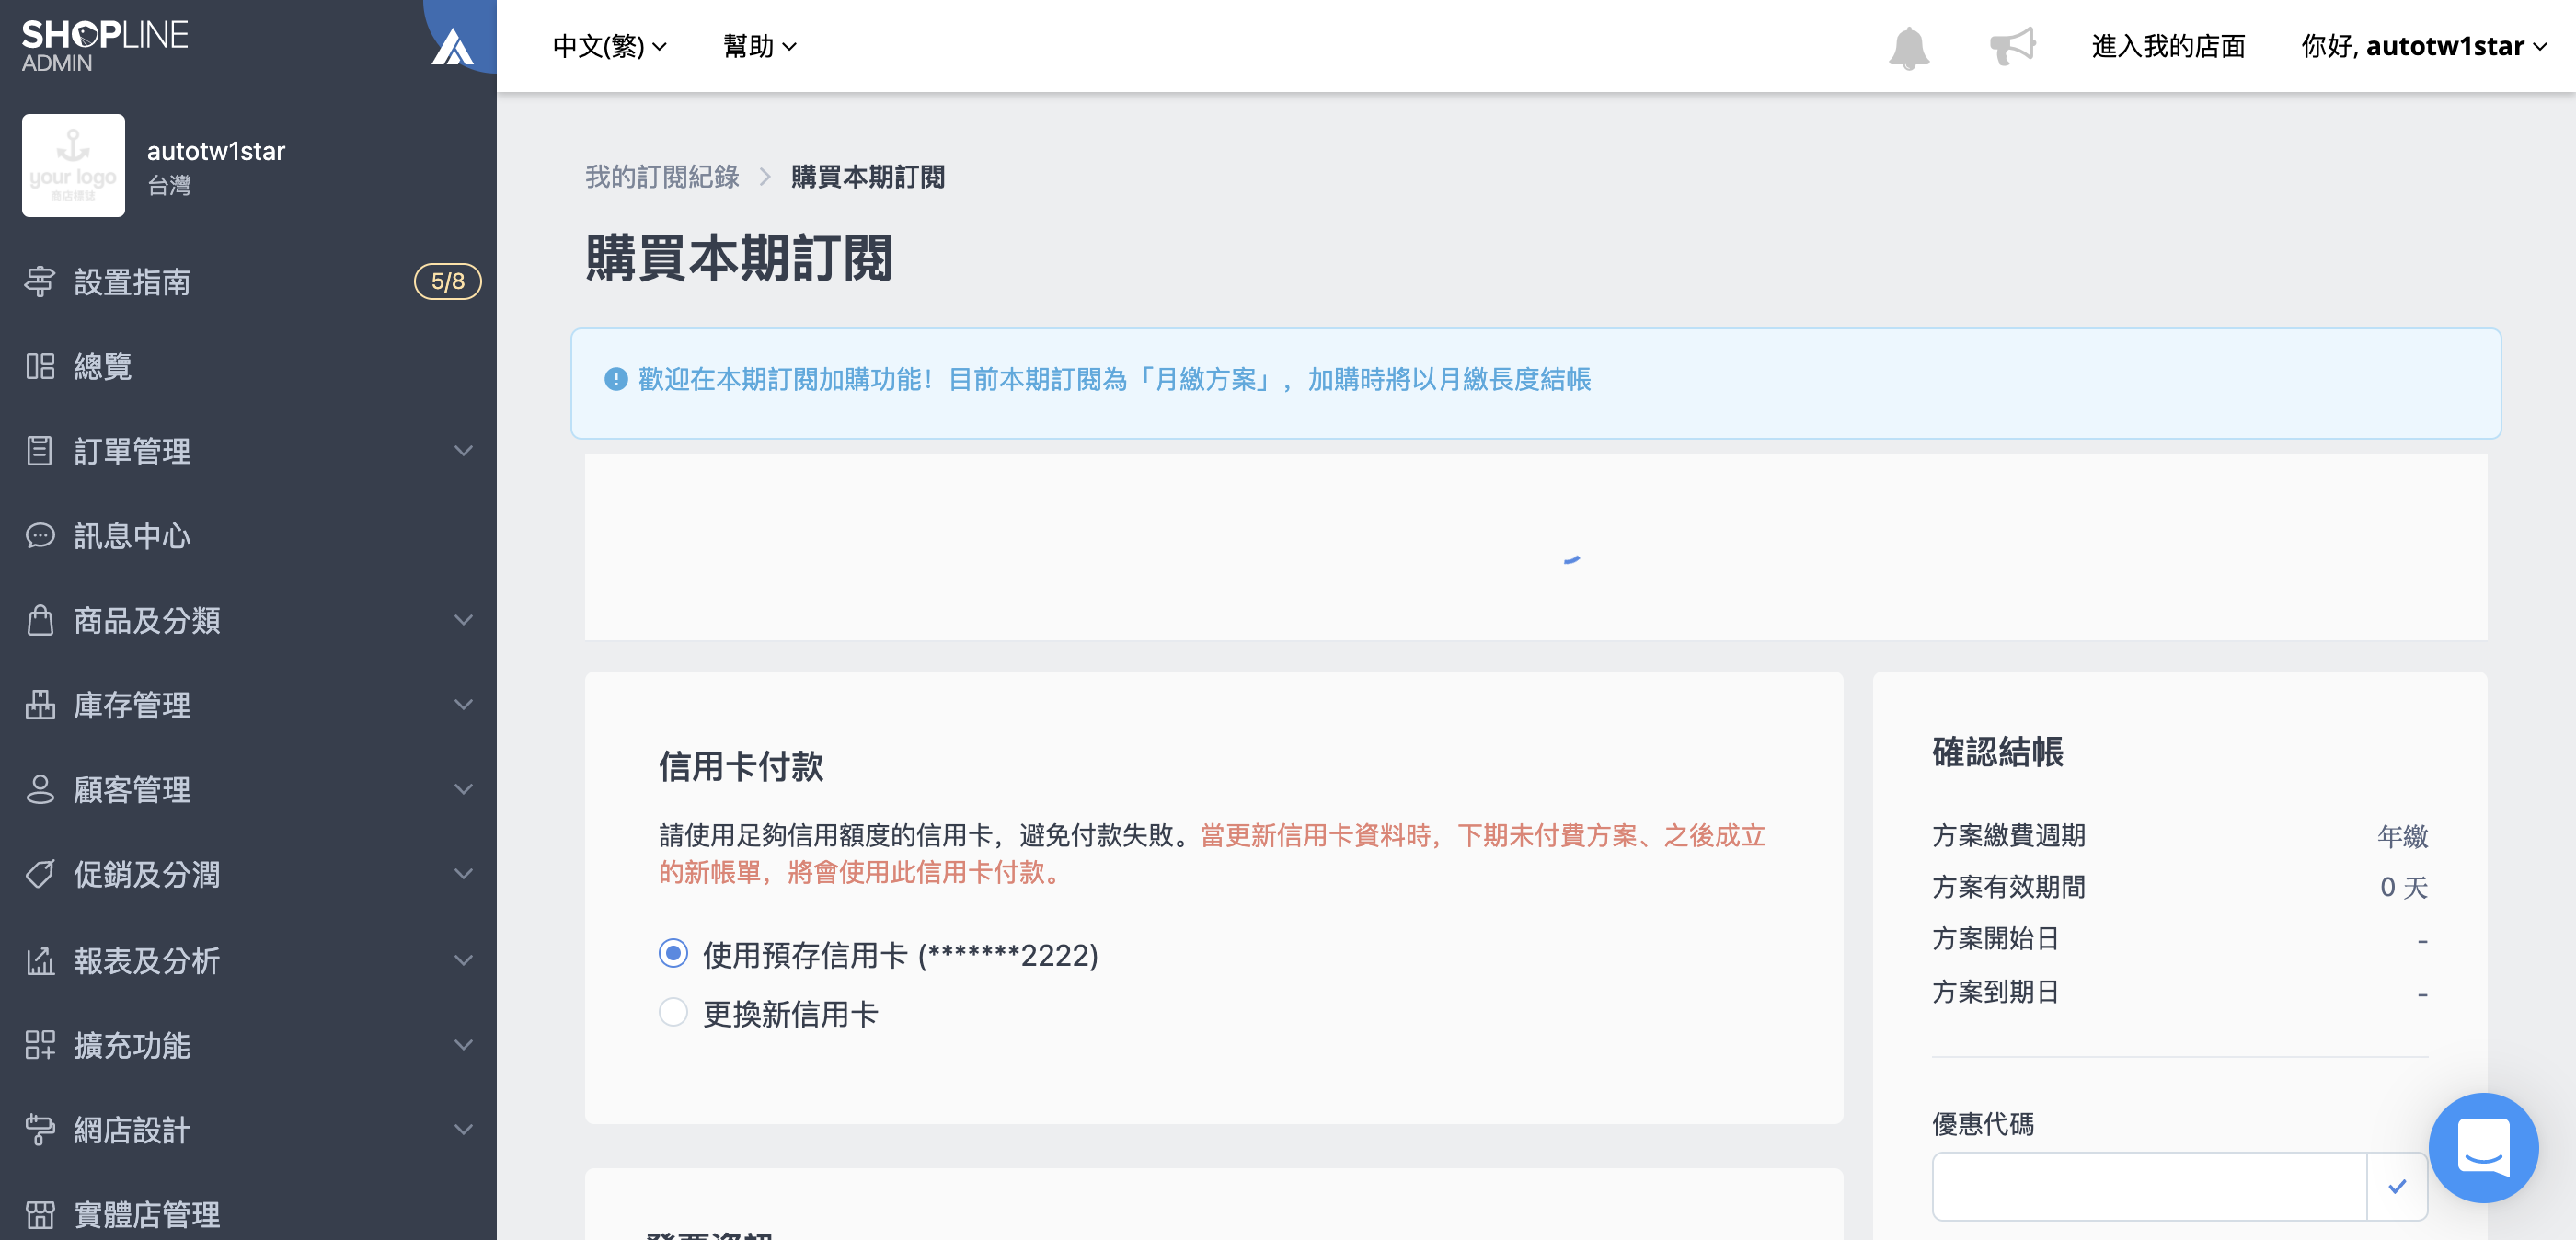 SHOPLINE
ADMIN
中文(繁)
幫助
進入我的店面
你好, autotw1star
your logo
商店標誌
autotw1star
台灣
設置指南
5/8
總覽
訂單管理
訊息中心
商品及分類
庫存管理
顧客管理
促銷及分潤
報表及分析
擴充功能
網店設計
實體店管理
我的訂閱紀錄
購買本期訂閱
購買本期訂閱
歡迎在本期訂閱加購功能！目前本期訂閱為「月繳方案」，加購時將以月繳長度結帳
信用卡付款
請使用足夠信用額度的信用卡，避免付款失敗。當更新信用卡資料時，下期未付費方案、之後成立
的新帳單，將會使用此信用卡付款。
使用預存信用卡 (*******2222)
更換新信用卡
發票資訊
確認結帳
方案繳費週期 年繳
方案有效期間 0 天
方案開始日 -
方案到期日 -
優惠代碼